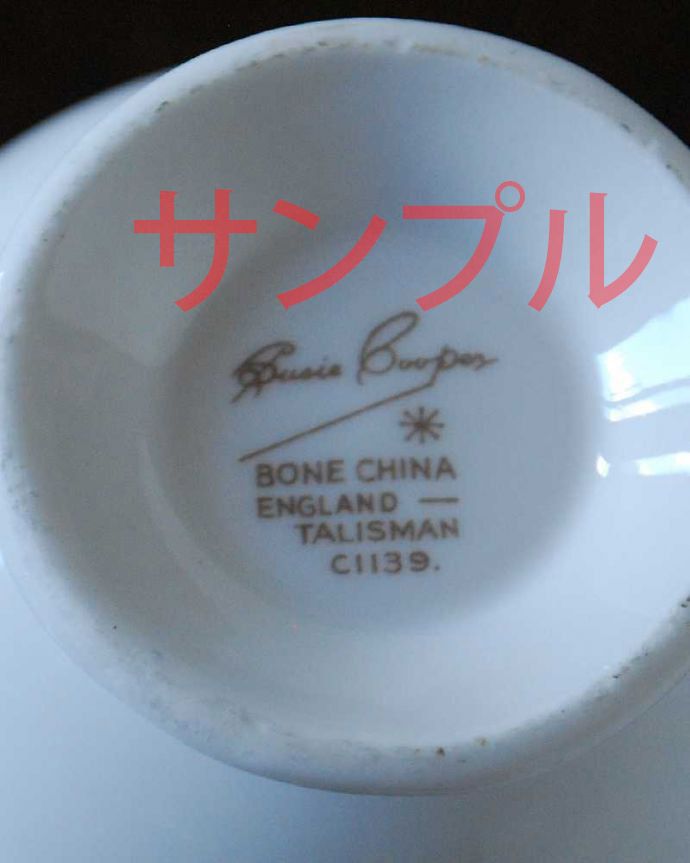 サンプル
Susie Cooper
BONE CHINA
ENGLAND —
TALISMAN
C1139.